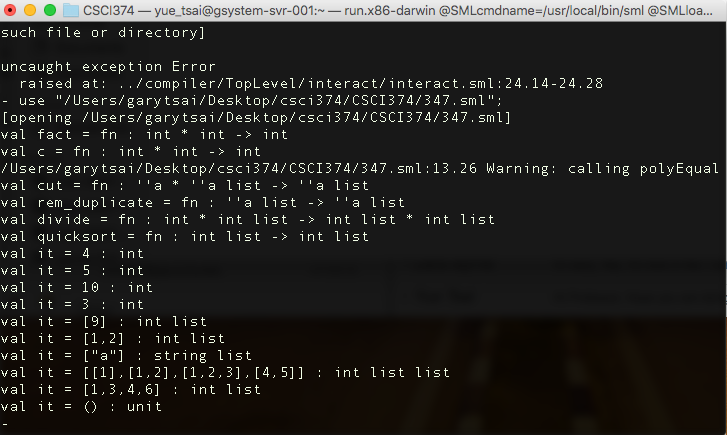 CSCI374 — yue_tsai@gsystem-svr-001:~ — run.x86-darwin @SMLcmdname=/usr/local/bin/sml @SMLloa...
such file or directory]
uncaught exception Error
raised at: ../compiler/TopLevel/interact/interact.sml:24.14-24.28
- use "/Users/garytsai/Desktop/csci374/CSCI374/347.sml";
[opening /Users/garytsai/Desktop/csci374/CSCI374/347.sml]
val fact = fn : int * int -> int
val c = fn : int * int -> int
/Users/garytsai/Desktop/csci374/CSCI374/347.sml:13.26 Warning: calling polyEqual
val cut = fn : ''a * ''a list -> ''a list
val rem_duplicate = fn : ''a list -> ''a list
val divide = fn : int * int list -> int list * int list
val quicksort = fn : int list -> int list
val it = 4 : int
val it = 5 : int
val it = 10 : int
val it = 3 : int
val it = [9] : int list
val it = [1,2] : int list
val it = ["a"] : string list
val it = [[1],[1,2],[1,2,3],[4,5]] : int list list
val it = [1,3,4,6] : int list
val it = () : unit
-